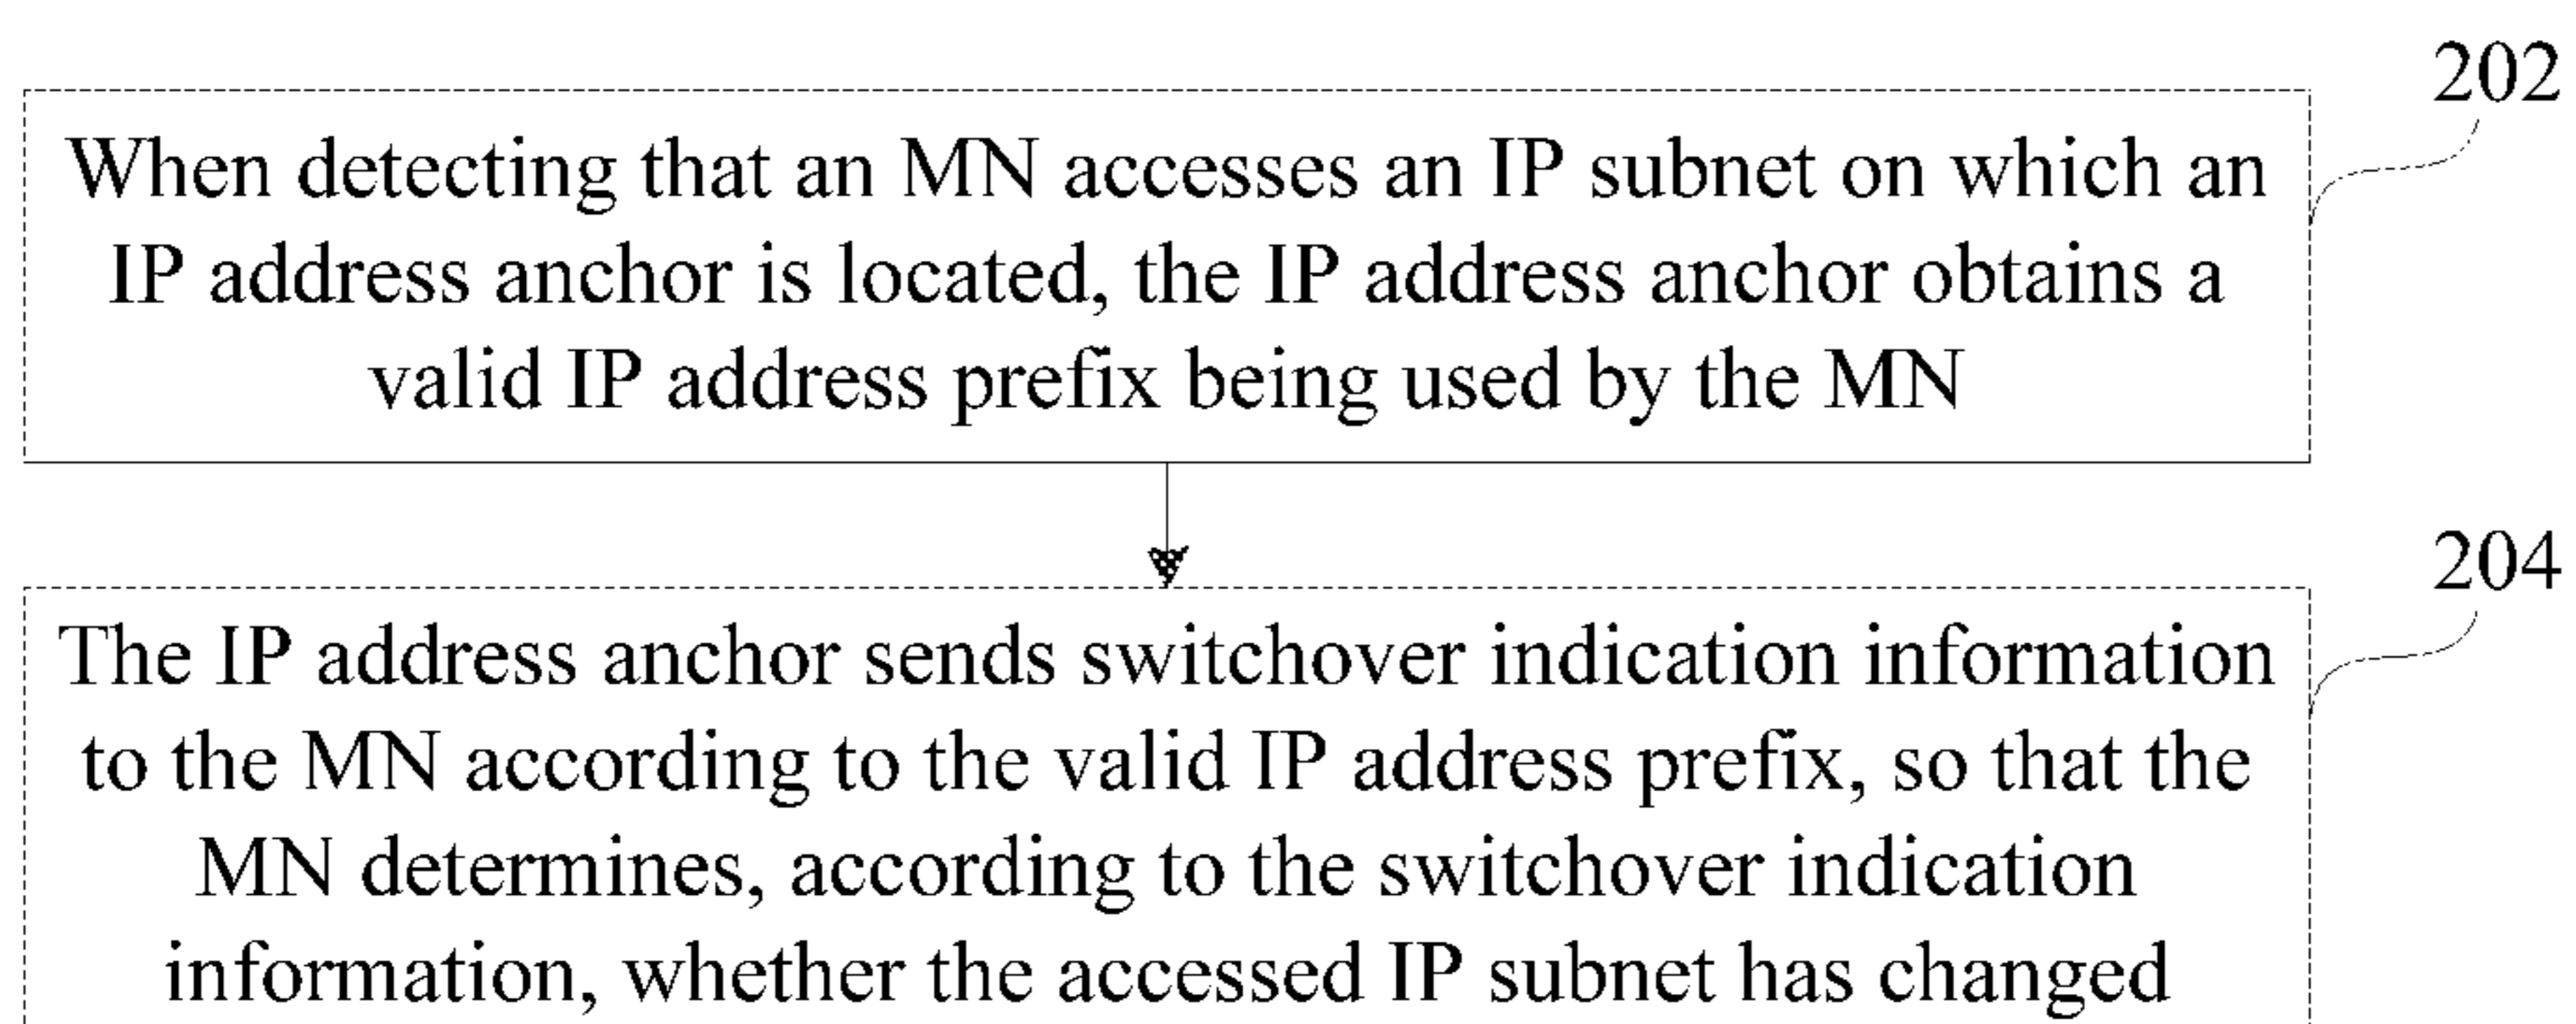 202
When detecting that an MN accesses an IP subnet on which an
IP address anchor is located, the IP address anchor obtains a
valid IP address prefix being used by the MN
204
The IP address anchor sends switchover indication information
to the MN according to the valid IP address prefix, so that the
MN determines, according to the switchover indication
information, whether the accessed IP subnet has changed